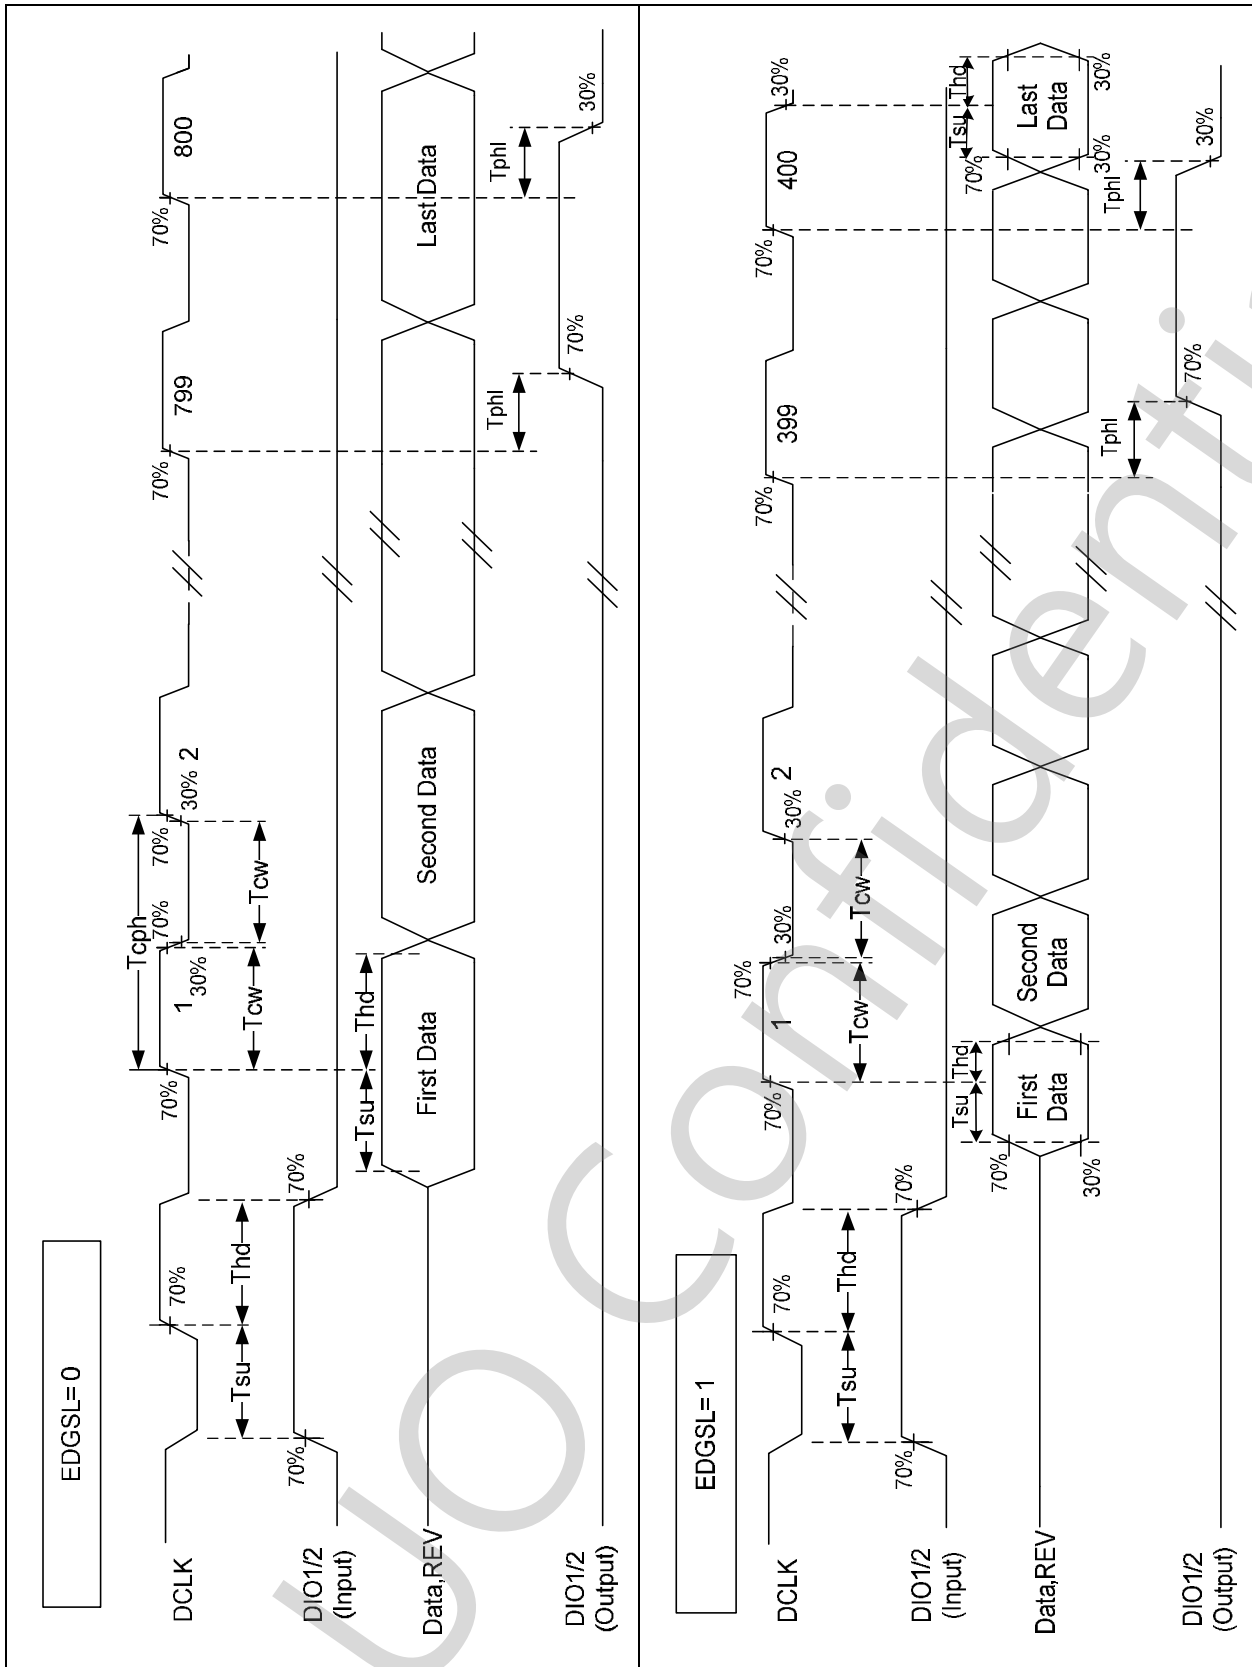 EDGSL= 0
DCLK
70%
70%
1
30%
70%
Tcph
70%
30%
2
70%
799
70%
800
Tsu
Thd
Tcw
Tcw
DIO1/2
(Input)
70%
70%
Tsu
Thd
Data,REV
First Data
Second Data
Last Data
Tphl
Tphl
DIO1/2
(Output)
70%
30%
EDGSL= 1
DCLK
70%
70%
1
70%
30%
30%
2
70%
399
70%
400
30%
Tsu
Thd
Tcw
Tcw
DIO1/2
(Input)
70%
70%
Tsu
Thd
Tsu
Thd
70%
70%
Data,REV
First
Data
Second
Data
Last
Data
30%
30%
30%
Tphl
Tphl
DIO1/2
(Output)
70%
30%
UO Confidenti